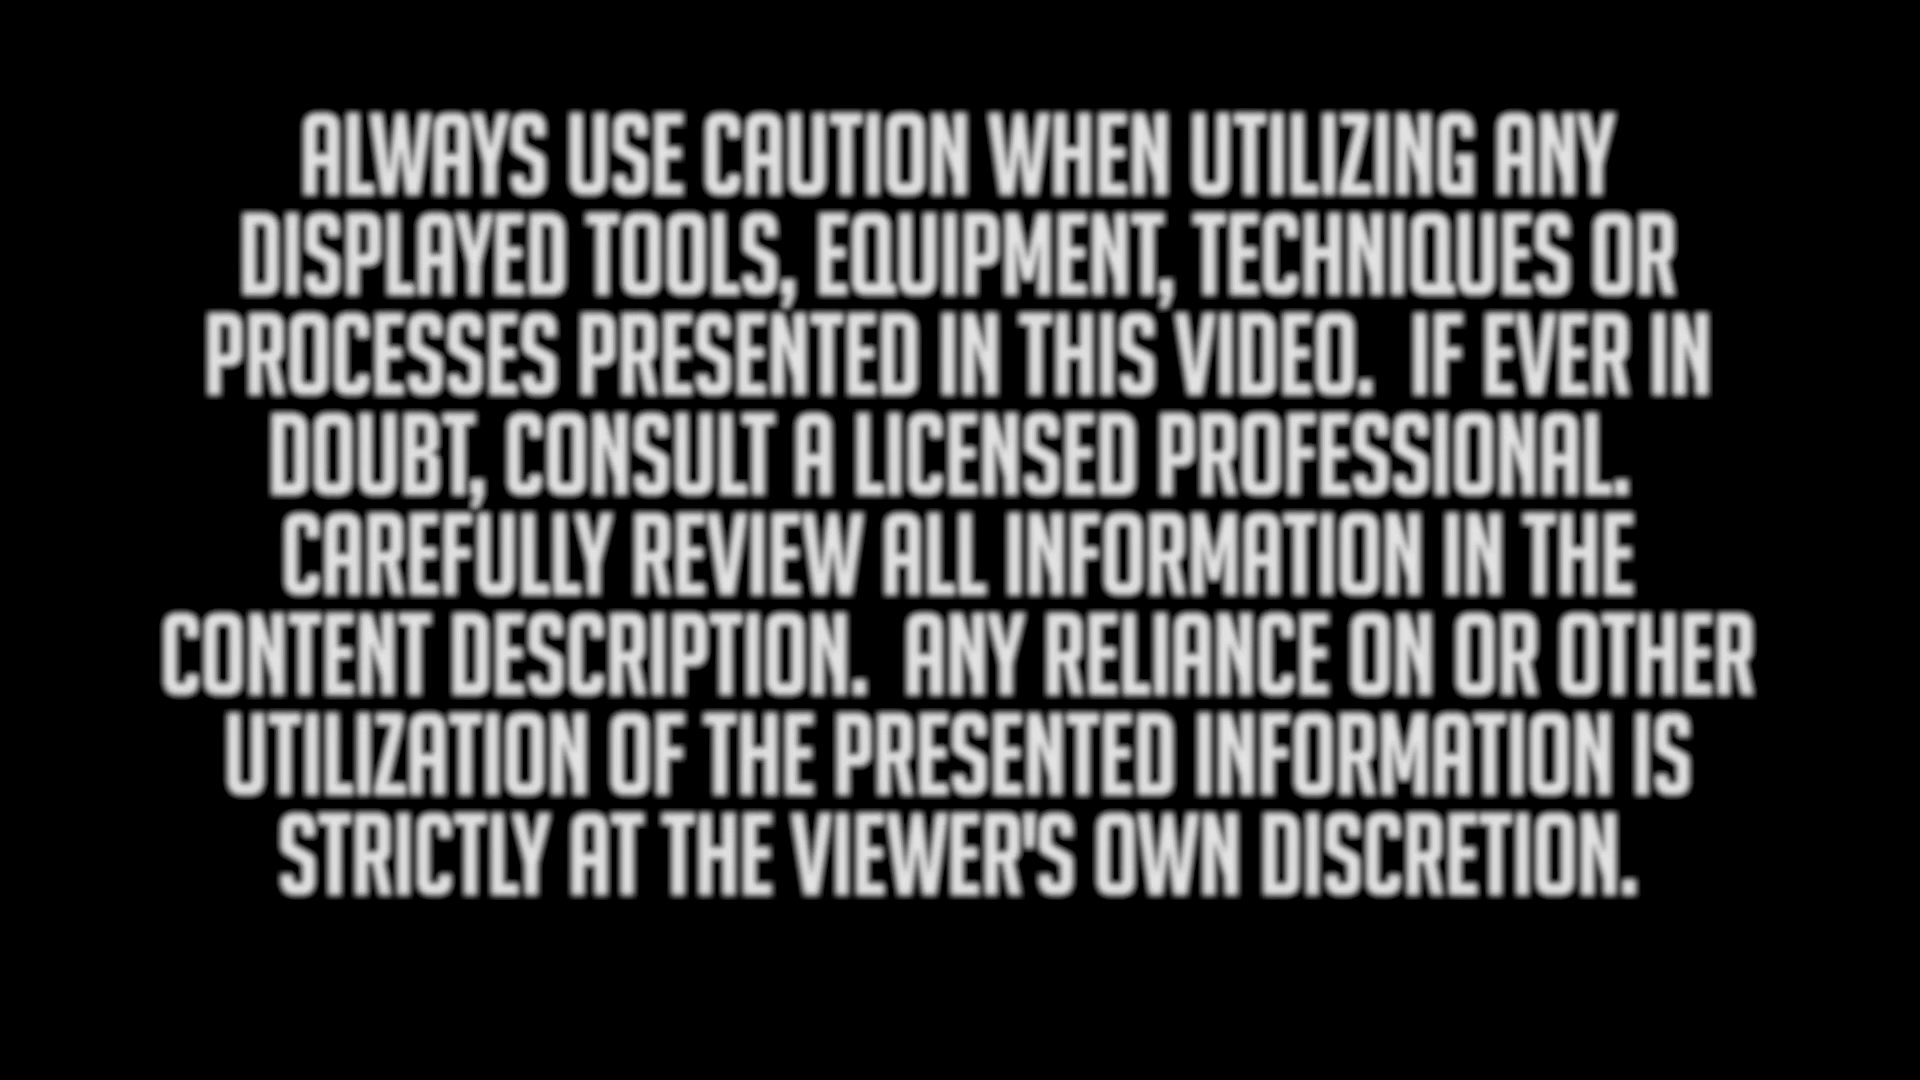 ALWAYS USE CAUTION WHEN UTILIZING ANY
DISPLAYED TOOLS, EQUIPMENT, TECHNIQUES OR
PROCESSES PRESENTED IN THIS VIDEO.  IF EVER IN
DOUBT, CONSULT A LICENSED PROFESSIONAL.
CAREFULLY REVIEW ALL INFORMATION IN THE
CONTENT DESCRIPTION.  ANY RELIANCE ON OR OTHER
UTILIZATION OF THE PRESENTED INFORMATION IS
STRICTLY AT THE VIEWER'S OWN DISCRETION.